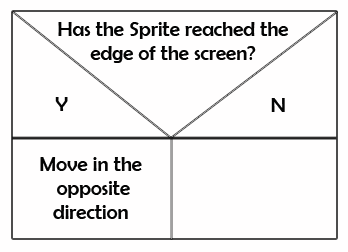 Has the Sprite reached the
edge of the screen?
Y
N
Move in the
opposite
direction